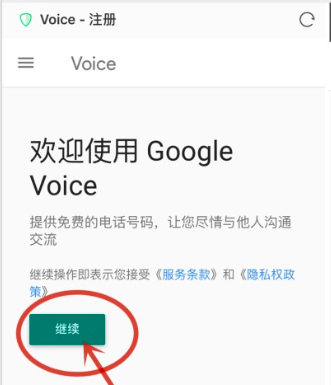 Voice - 注册
Voice
欢迎使用 Google
Voice
提供免费的电话号码，让您尽情与他人沟通
交流
继续操作即表示您接受《服务条款》和《隐私权政
策》
继续